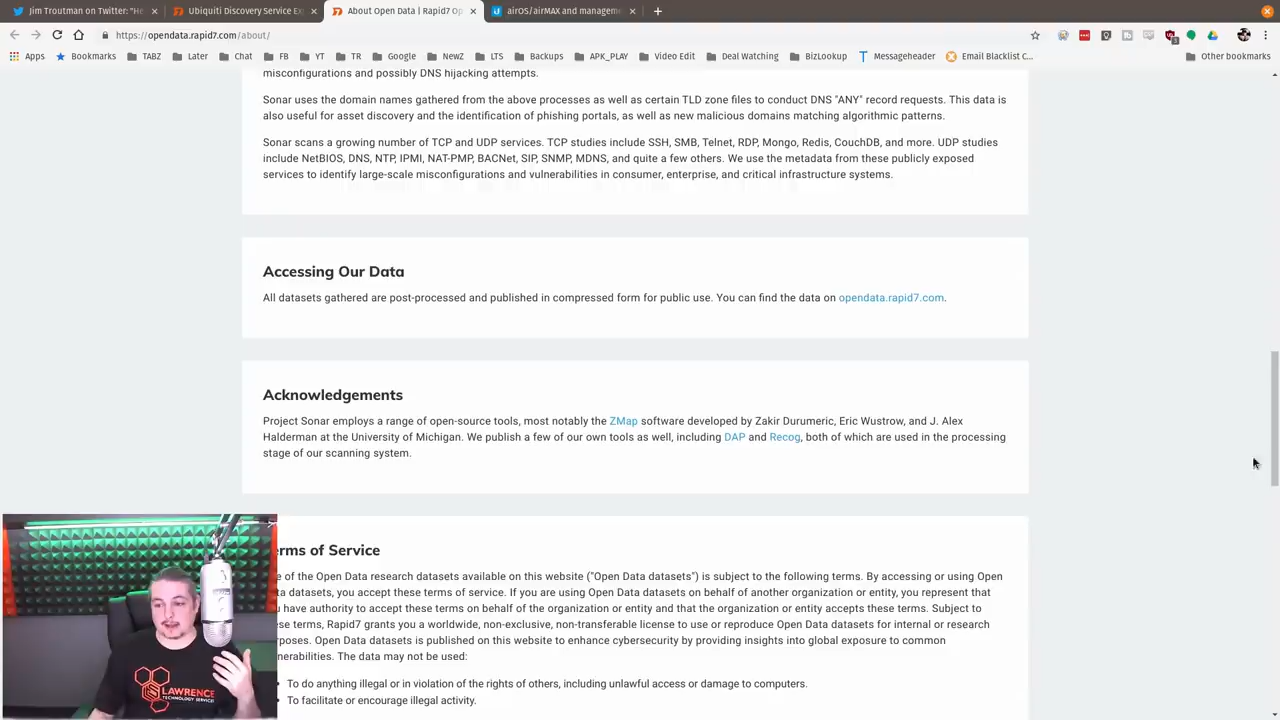 Jim Troutman on Twitter: "He
Ubiquiti Discovery Service Ex
About Open Data | Rapid7 Op
airOS/airMAX and managem
https://opendata.rapid7.com/about/
Apps Bookmarks TABZ Later Chat FB YT TR Google NewZ LTS Backups APK_PLAY Video Edit Deal Watching BizLookup Messageheader Email Blacklist C... Other bookmarks
misconfigurations and possibly DNS hijacking attempts.
Sonar uses the domain names gathered from the above processes as well as certain TLD zone files to conduct DNS "ANY" record requests. This data is
also useful for asset discovery and the identification of phishing portals, as well as new malicious domains matching algorithmic patterns.
Sonar scans a growing number of TCP and UDP services. TCP studies include SSH, SMB, Telnet, RDP, Mongo, Redis, CouchDB, and more. UDP studies
include NetBIOS, DNS, NTP, IPMI, NAT-PMP, BACNet, SIP, SNMP, MDNS, and quite a few others. We use the metadata from these publicly exposed
services to identify large-scale misconfigurations and vulnerabilities in consumer, enterprise, and critical infrastructure systems.
Accessing Our Data
All datasets gathered are post-processed and published in compressed form for public use. You can find the data on opendata.rapid7.com.
Acknowledgements
Project Sonar employs a range of open-source tools, most notably the ZMap software developed by Zakir Durumeric, Eric Wustrow, and J. Alex
Halderman at the University of Michigan. We publish a few of our own tools as well, including DAP and Recog, both of which are used in the processing
stage of our scanning system.
erms of Service
e of the Open Data research datasets available on this website ("Open Data datasets") is subject to the following terms. By accessing or using Open
ta datasets, you accept these terms of service. If you are using Open Data datasets on behalf of another organization or entity, you represent that
u have authority to accept these terms on behalf of the organization or entity and that the organization or entity accepts these terms. Subject to
ese terms, Rapid7 grants you a worldwide, non-exclusive, non-transferable license to use or reproduce Open Data datasets for internal or research
rposes. Open Data datasets is published on this website to enhance cybersecurity by providing insights into global exposure to common
nerabilities. The data may not be used:
To do anything illegal or in violation of the rights of others, including unlawful access or damage to computers.
To facilitate or encourage illegal activity.
LAWRENCE
TECHNOLOGY SERVICES